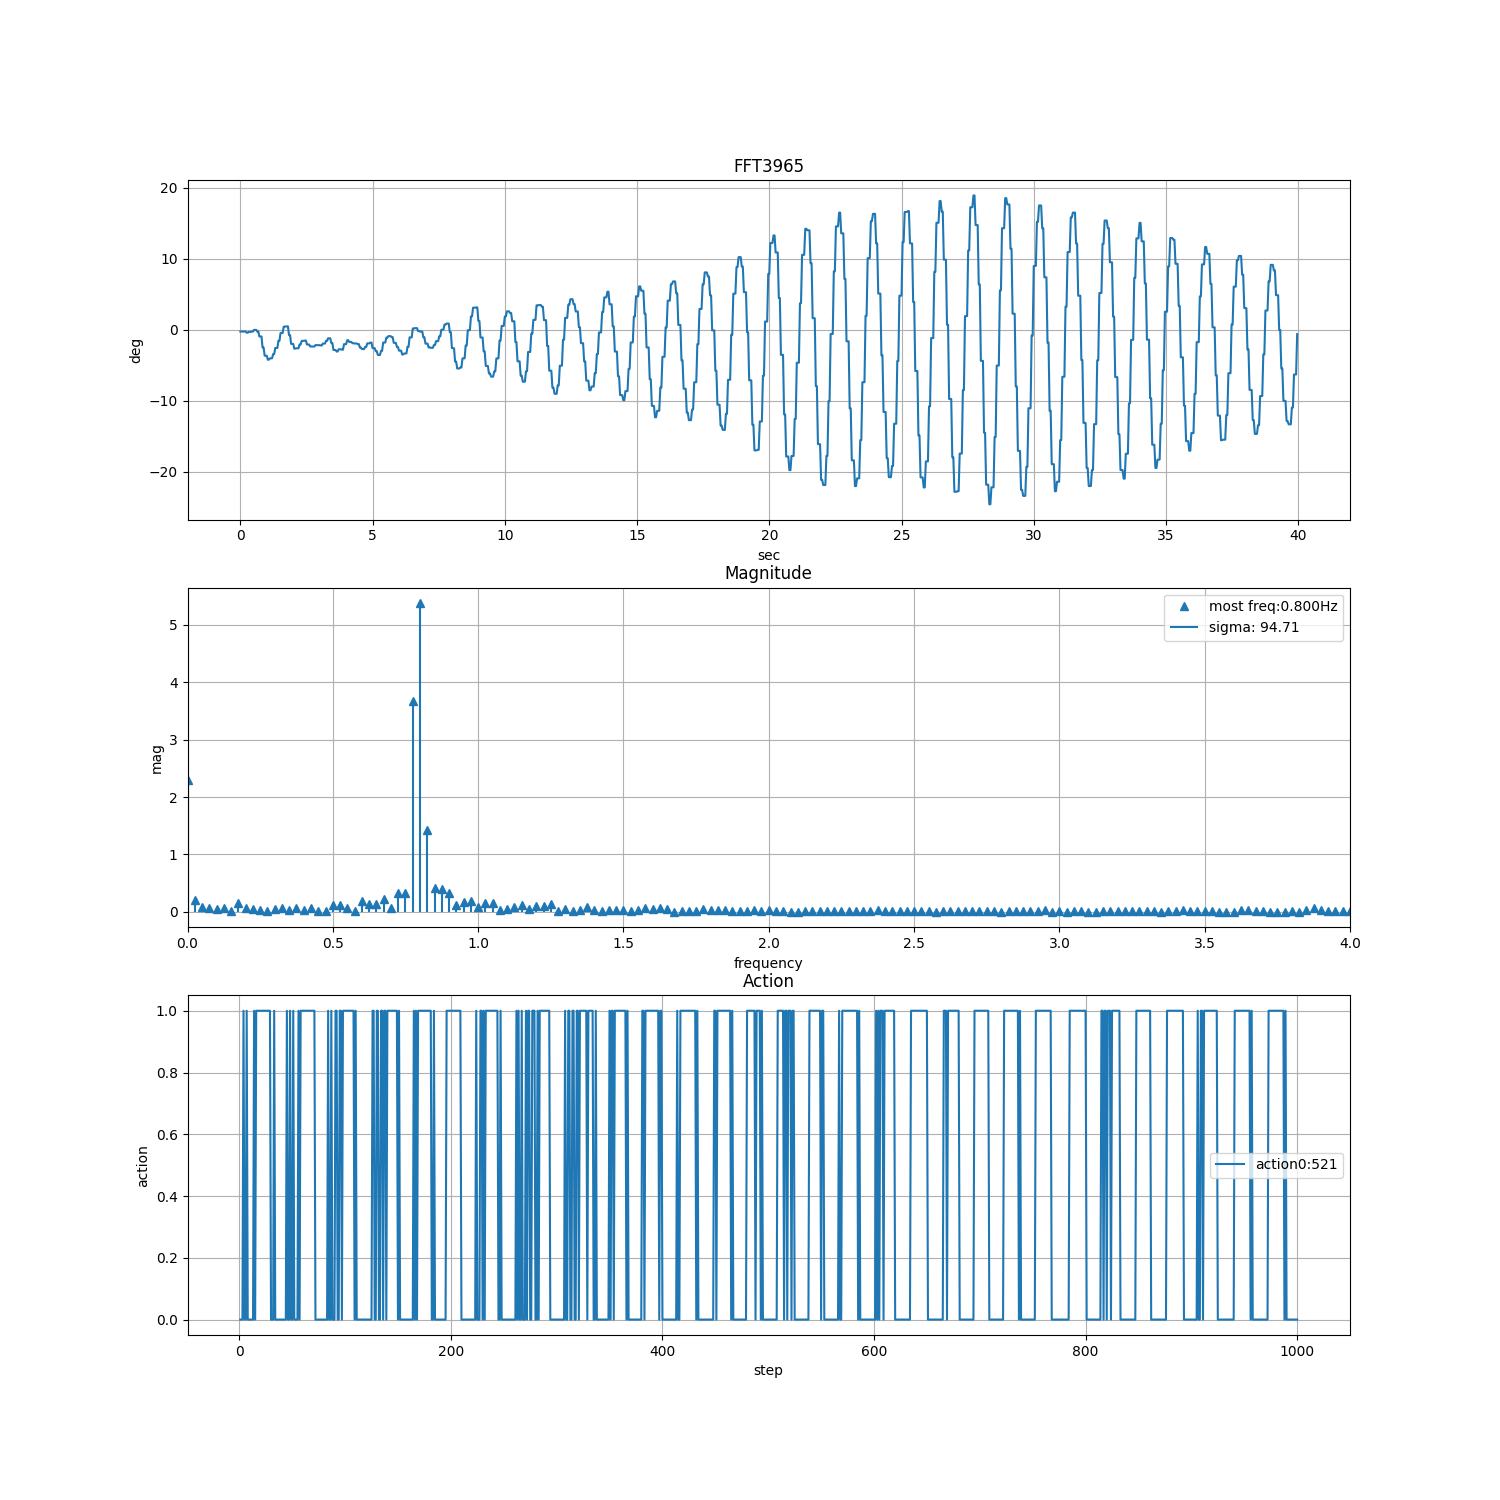 FFT3965
20
10
0
−10
−20
deg
0 5 10 15 20 25 30 35 40
sec
Magnitude
most freq:0.800Hz
sigma: 94.71
5
4
3
2
1
0
mag
0.0 0.5 1.0 1.5 2.0 2.5 3.0 3.5 4.0
frequency
Action
1.0
0.8
0.6
0.4
0.2
0.0
action
action0:521
0 200 400 600 800 1000
step